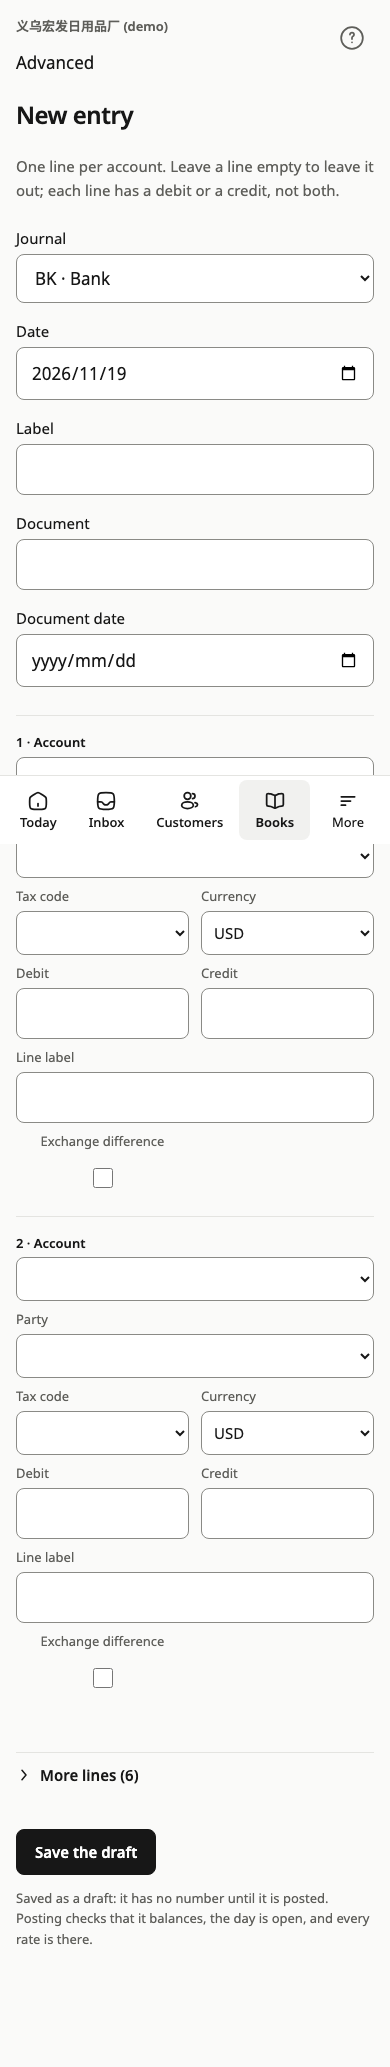 义乌宏发日用品厂 (demo)
Advanced
New entry
One line per account. Leave a line empty to leave it
out; each line has a debit or a credit, not both.
Journal
BK · Bank
Date
2026/11/19
Label
Document
Document date
yyyy/mm/dd
1 · Account
Today Inbox Customers Books More
Tax code Currency
USD
Debit Credit
Line label
Exchange difference
2 · Account
Party
Tax code Currency
USD
Debit Credit
Line label
Exchange difference
More lines (6)
Save the draft
Saved as a draft: it has no number until it is posted.
Posting checks that it balances, the day is open, and every
rate is there.